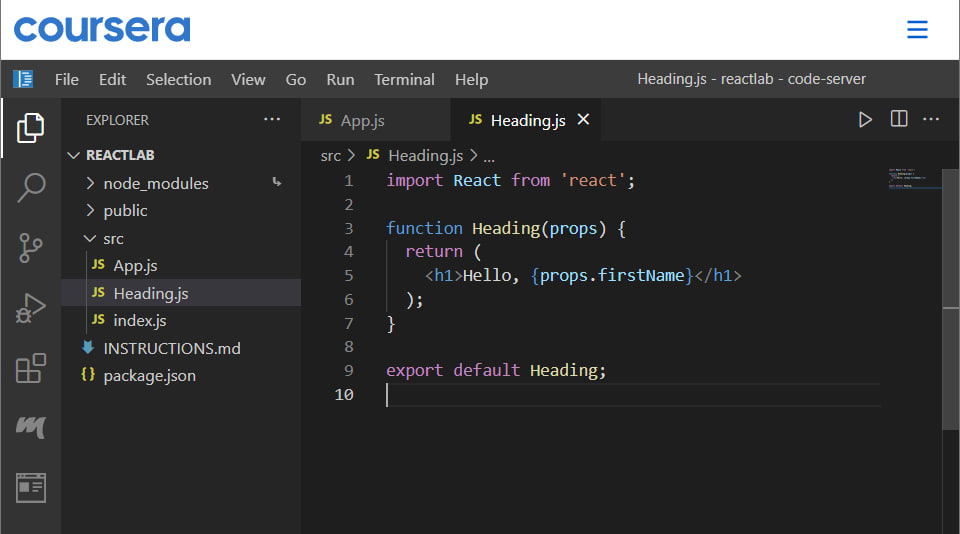 coursera
File Edit Selection View Go Run Terminal Help Heading.js - reactlab - code-server
EXPLORER ...
REACTLAB
node_modules
public
src
JS App.js
JS Heading.js
JS index.js
INSTRUCTIONS.md
{} package.json
JS App.js JS Heading.js ×
src > JS Heading.js > ...
1 import React from 'react';
2
3 function Heading(props) {
4 return (
5 <h1>Hello, {props.firstName}</h1>
6 );
7 }
8
9 export default Heading;
10